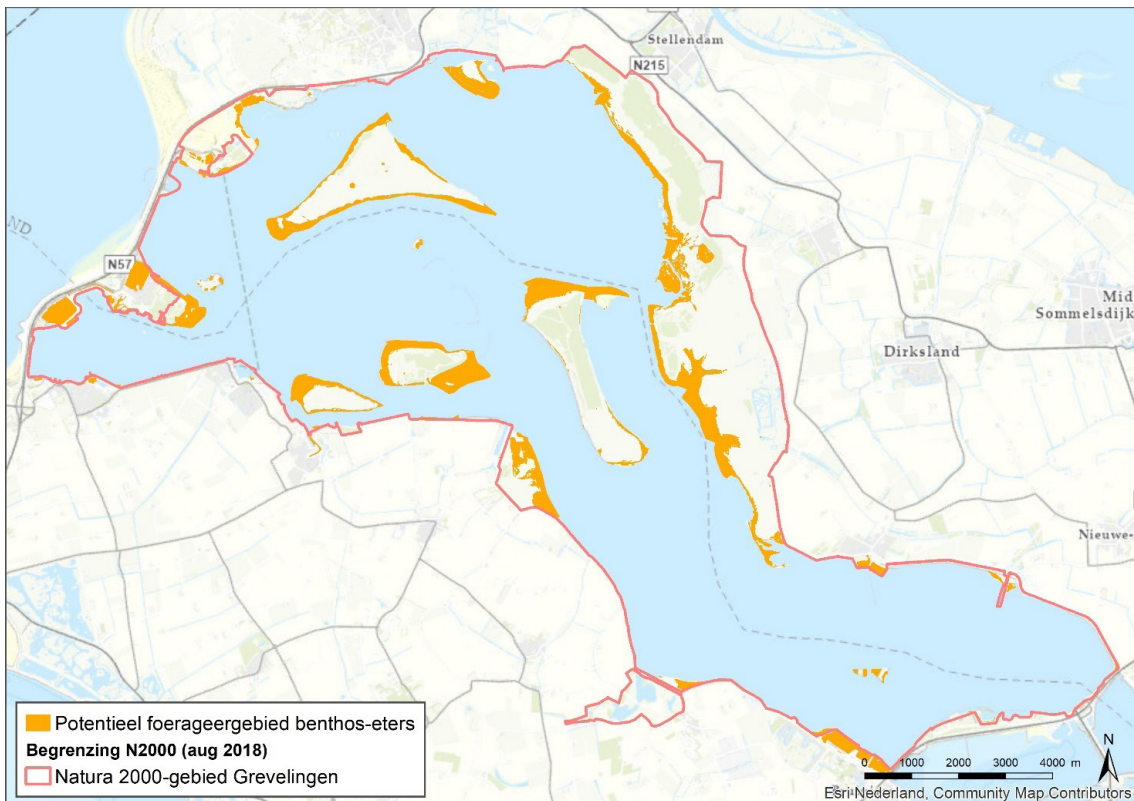 Stellendam
N215
ND
N57
Mid
Sommelsdijk
Dirksland
Nieuwe-
Potentieel foerageergebied benthos-eters
Begrenzing N2000 (aug 2018)
Natura 2000-gebied Grevelingen
N
0 1000 2000 3000 4000 m
Esri Nederland, Community Map Contributors